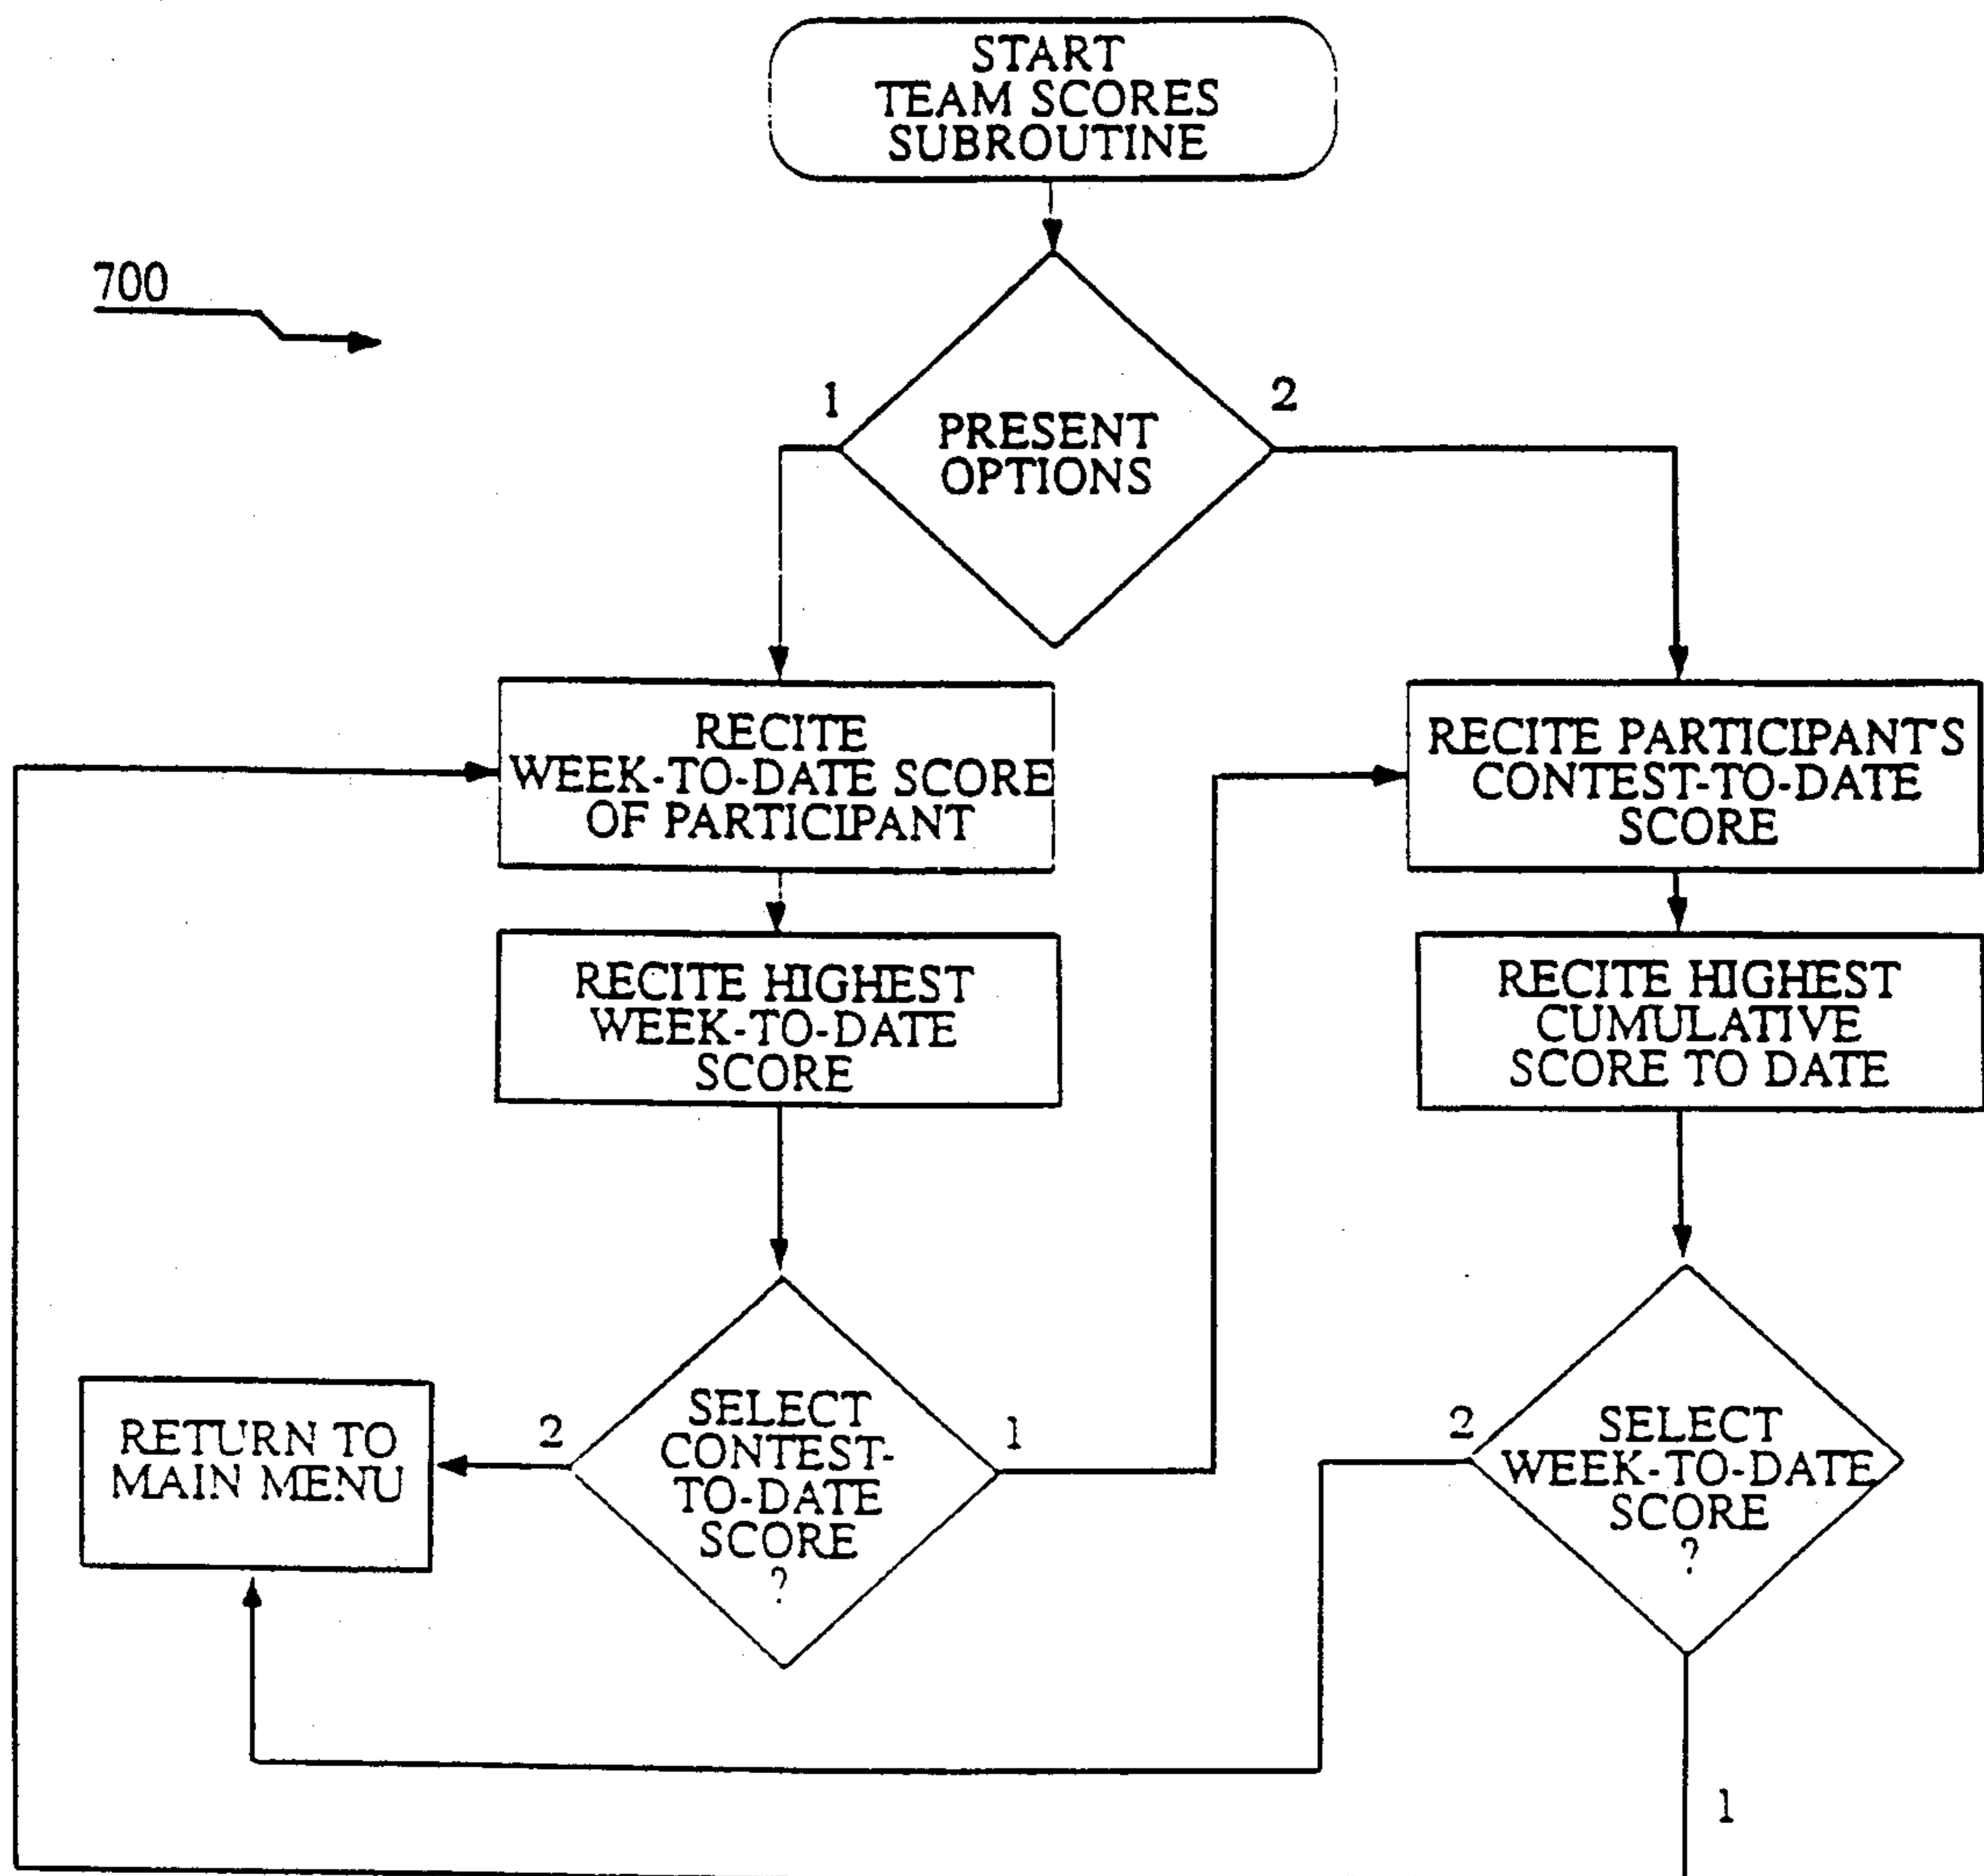 START
TEAM SCORES
SUBROUTINE
700
1
2
PRESENT
OPTIONS
RECITE
WEEK-TO-DATE SCORE
OF PARTICIPANT
RECITE PARTICIPANT'S
CONTEST-TO-DATE
SCORE
RECITE HIGHEST
WEEK-TO-DATE
SCORE
RECITE HIGHEST
CUMULATIVE
SCORE TO DATE
RETURN TO
MAIN MENU
2
SELECT
CONTEST-
TO-DATE
SCORE
?
1
2
SELECT
WEEK-TO-DATE
SCORE
?
1